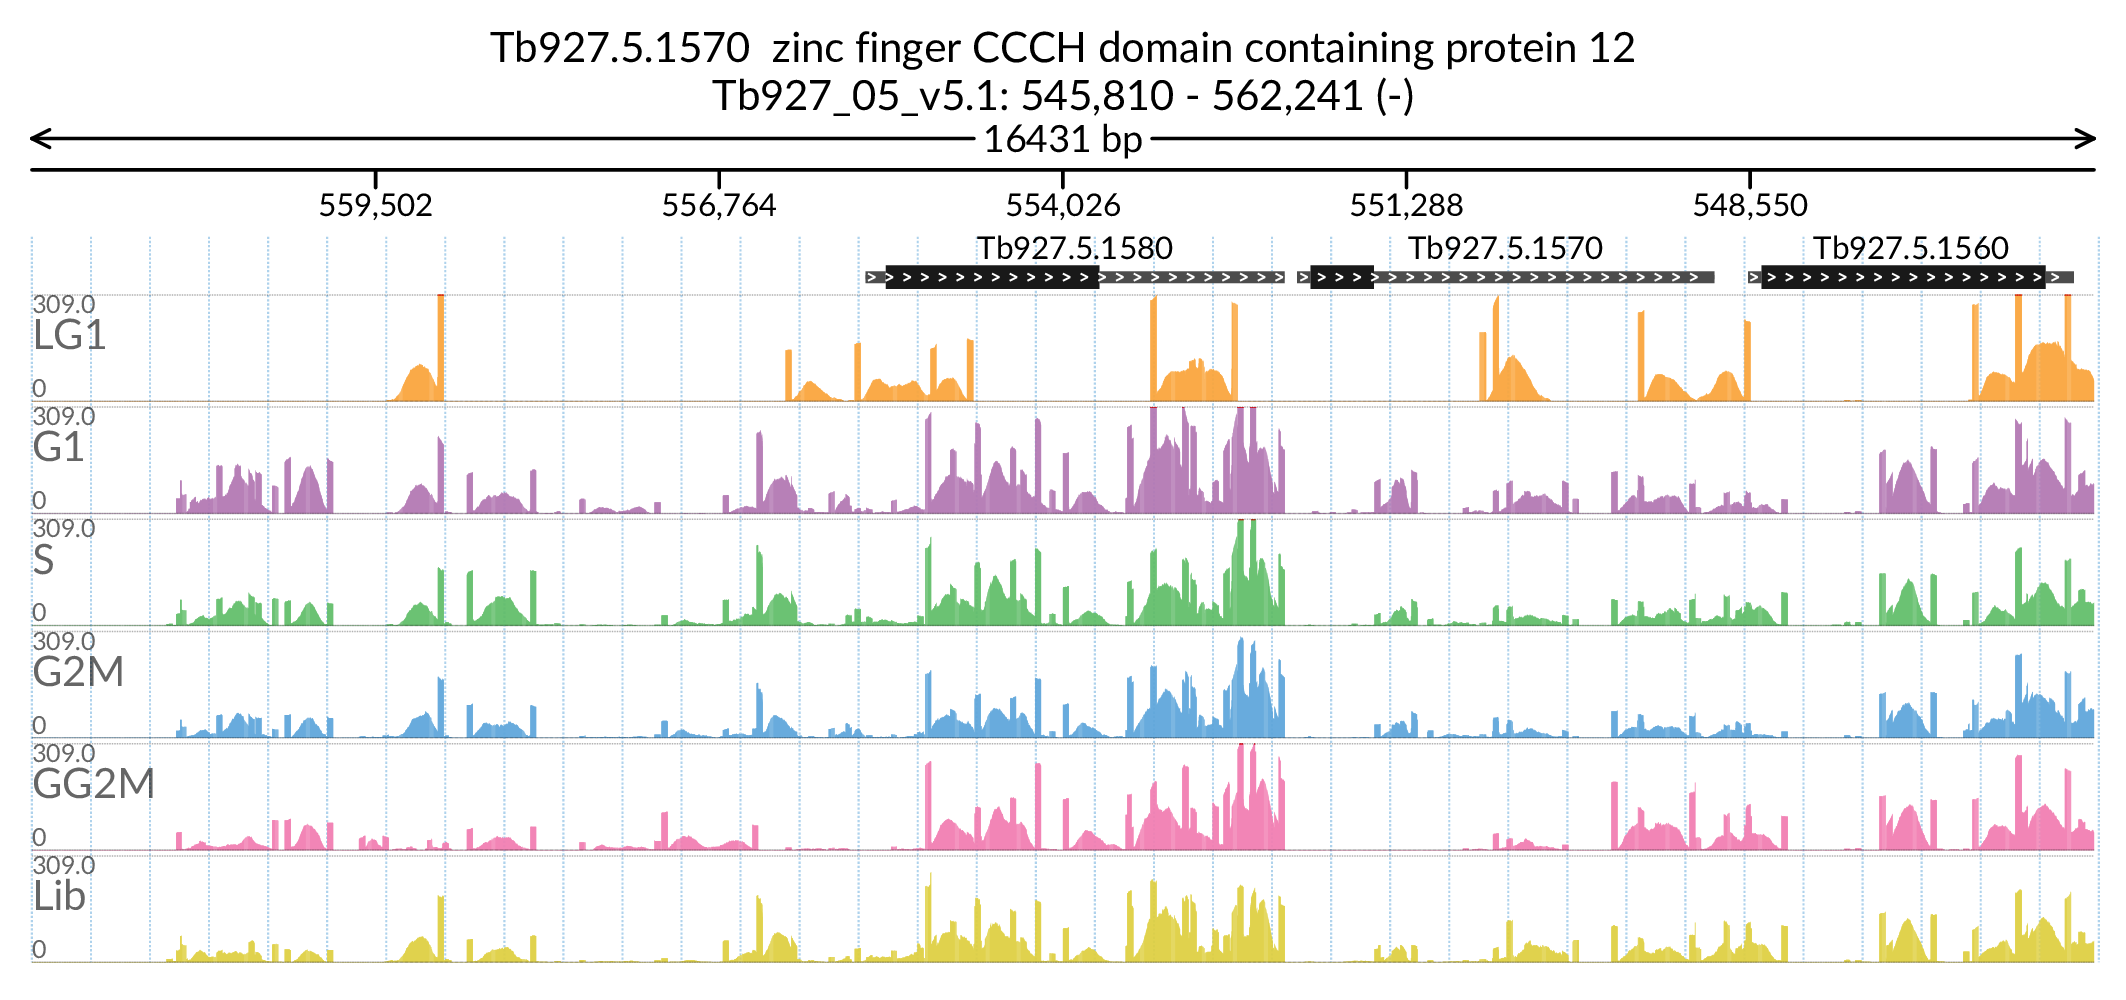 Tb927.5.1570  zinc finger CCCH domain containing protein 12
Tb927_05_v5.1: 545,810 - 562,241 (-)
16431 bp
559,502 556,764 554,026 551,288 548,550
Tb927.5.1580 Tb927.5.1570 Tb927.5.1560
309.0
LG1
0
309.0
G1
0
309.0
S
0
309.0
G2M
0
309.0
GG2M
0
309.0
Lib
0